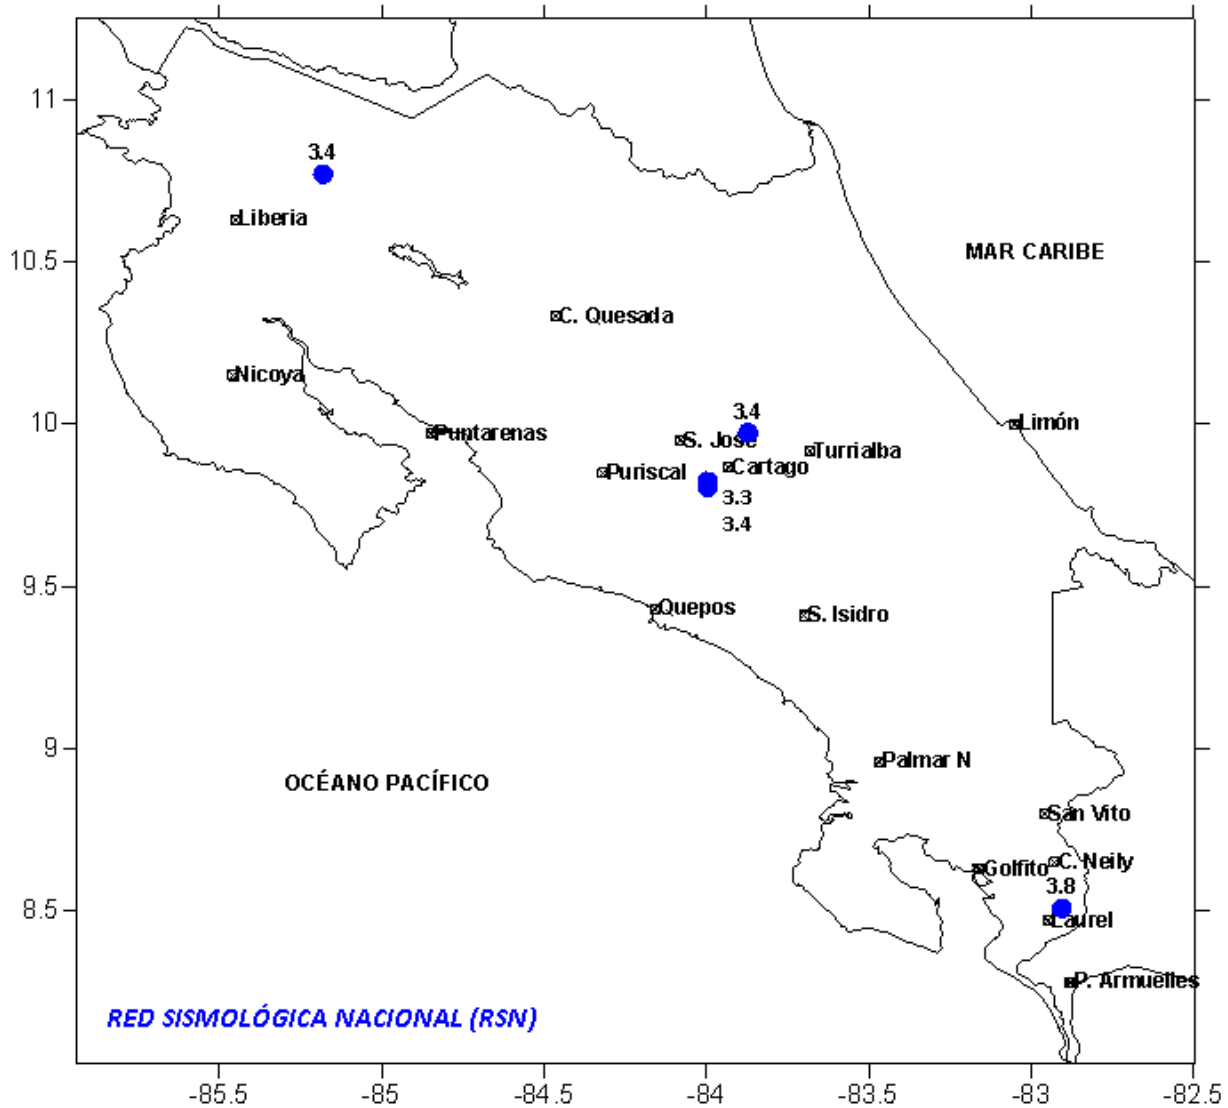 11
3.4
Liberia
10.5
MAR CARIBE
C. Quesada
Nicoya
10
3.4
Limón
Puntarenas
S. José
Turrialba
Puriscal
Cartago
3.3
3.4
9.5
Quepos
S. Isidro
9
Palmar N
OCÉANO PACÍFICO
San Vito
C. Neily
Golfito
3.8
8.5
Laurel
P. Armuelles
RED SISMOLÓGICA NACIONAL (RSN)
-85.5 -85 -84.5 -84 -83.5 -83 -82.5